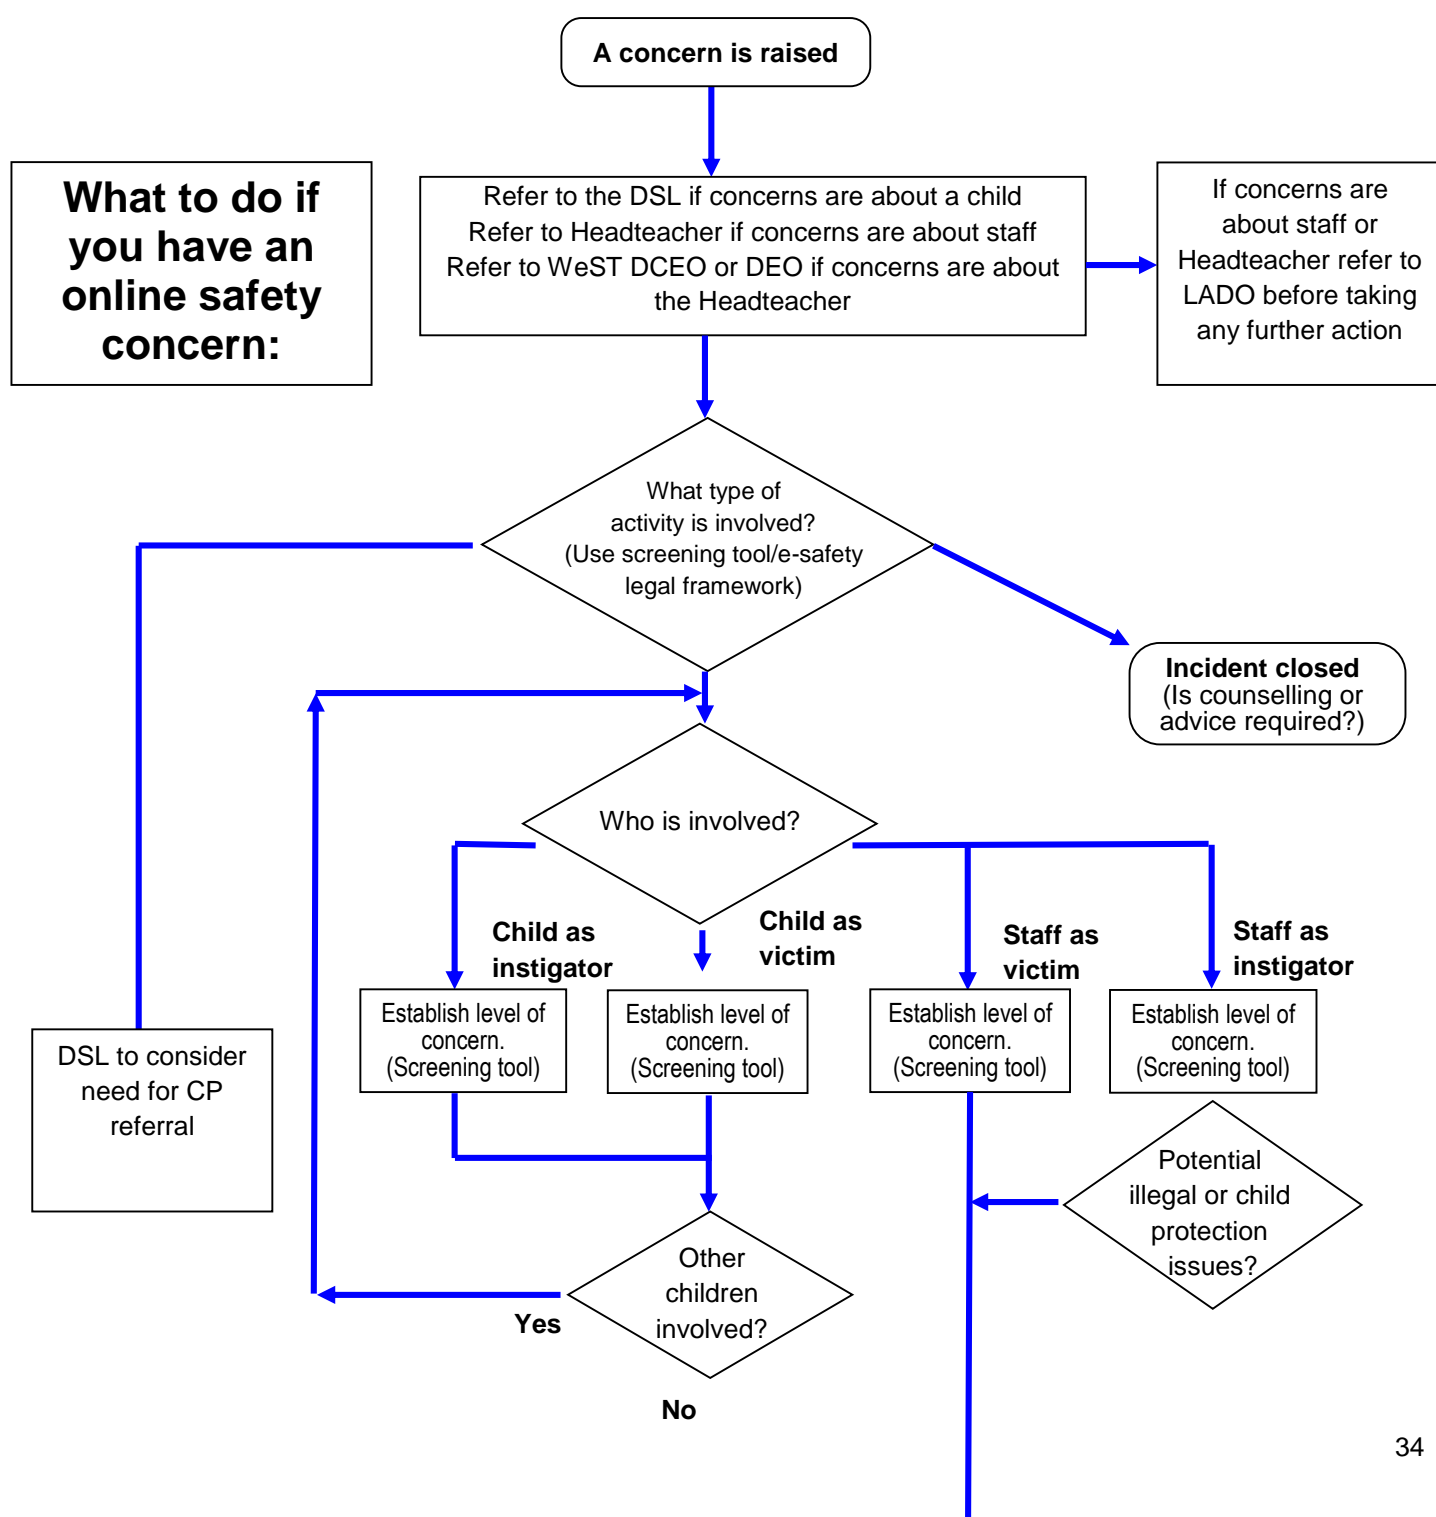 A concern is raised
What to do if
you have an
online safety
concern:
Refer to the DSL if concerns are about a child
Refer to Headteacher if concerns are about staff
Refer to WeST DCEO or DEO if concerns are about
the Headteacher
If concerns are
about staff or
Headteacher refer to
LADO before taking
any further action
What type of
activity is involved?
(Use screening tool/e-safety
legal framework)
Incident closed
(Is counselling or
advice required?)
Who is involved?
Child as
instigator
Child as
victim
Staff as
victim
Staff as
instigator
Establish level of
concern.
(Screening tool)
Establish level of
concern.
(Screening tool)
Establish level of
concern.
(Screening tool)
Establish level of
concern.
(Screening tool)
DSL to consider
need for CP
referral
Potential
illegal or child
protection
issues?
Other
children
involved?
Yes
No
34